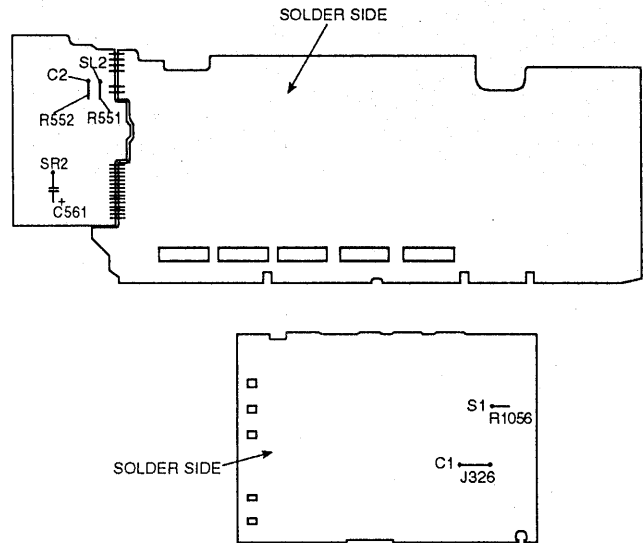 SOLDER SIDE
SL2
C2
R552
R551
SR2
+
C561
S1
R1056
SOLDER SIDE
C1
J326